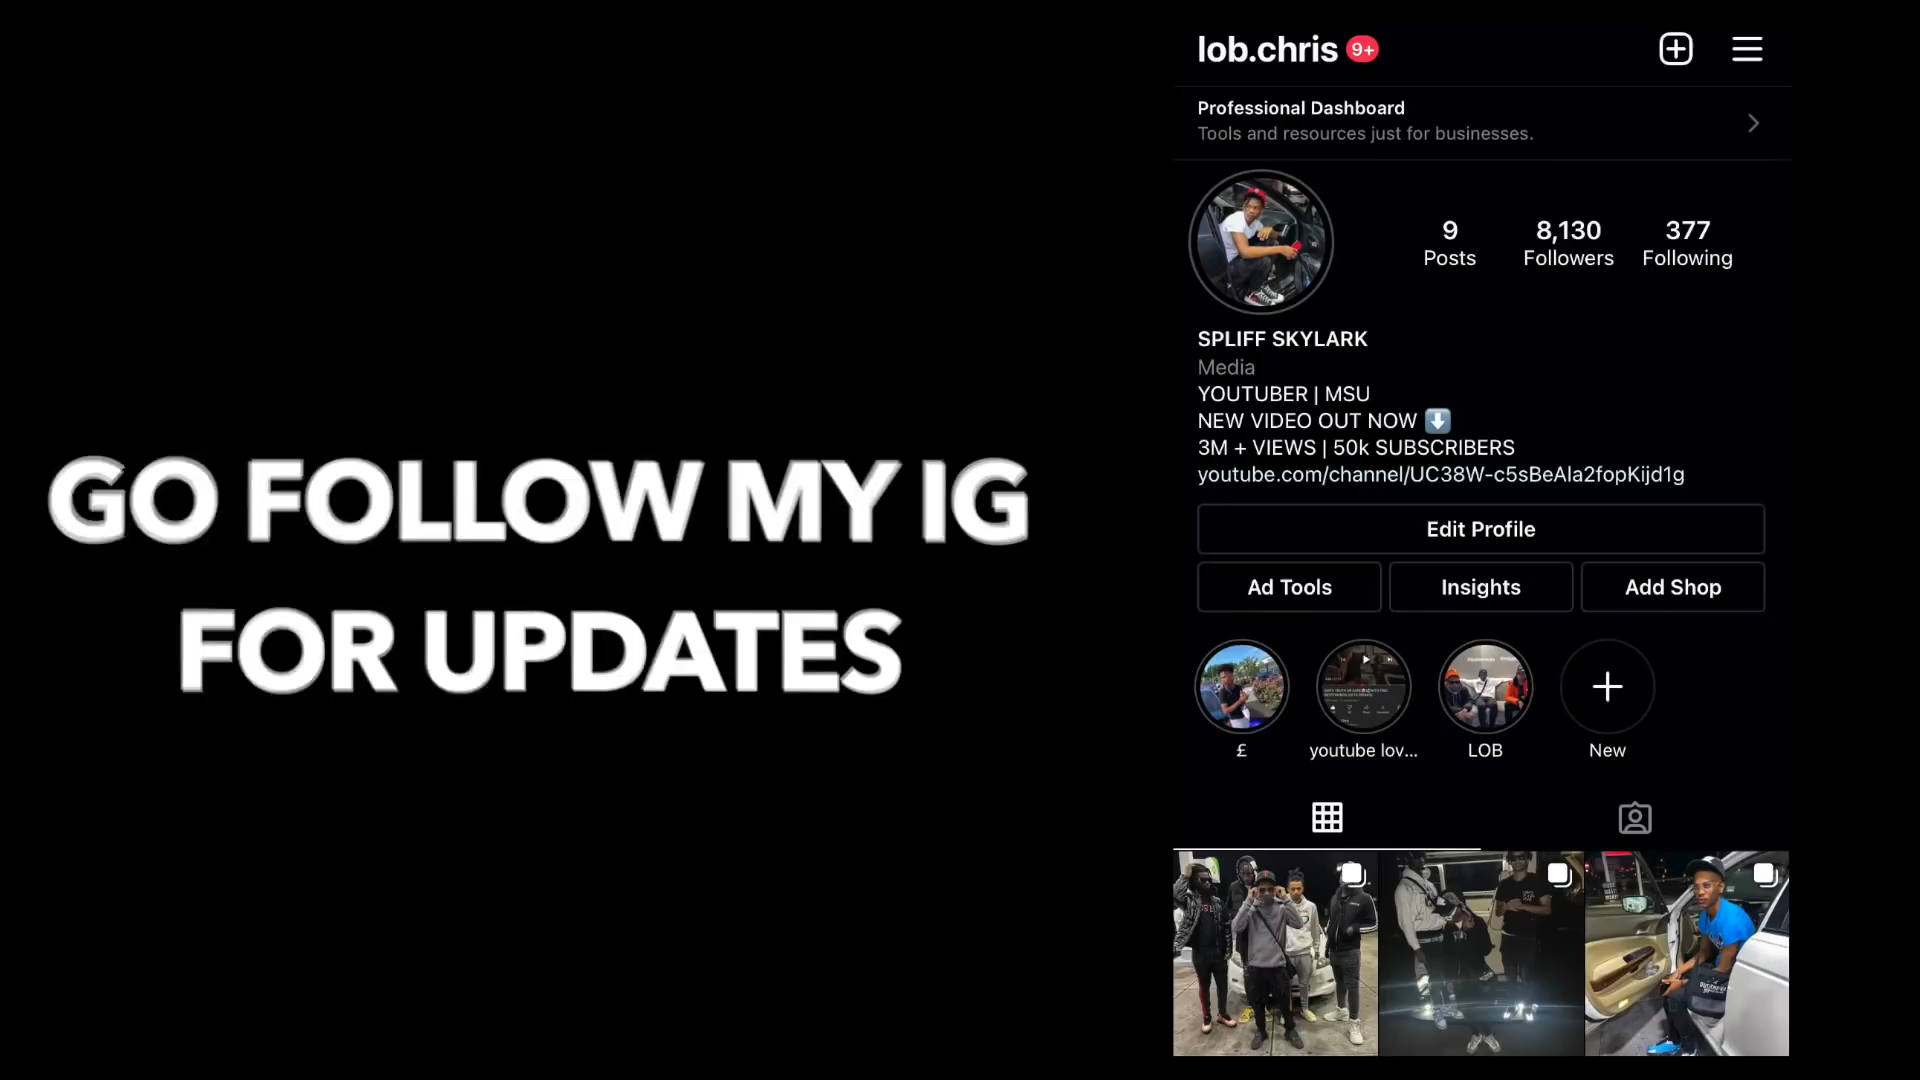 GO FOLLOW MY IG
FOR UPDATES
lob.chris 9+
Professional Dashboard
Tools and resources just for businesses.
9 8,130 377
Posts Followers Following
SPLIFF SKYLARK
Media
YOUTUBER | MSU
NEW VIDEO OUT NOW ⬇️
3M + VIEWS | 50k SUBSCRIBERS
youtube.com/channel/UC38W-c5sBeAla2fopKijd1g
Edit Profile
Ad Tools Insights Add Shop
£ youtube lov... LOB New